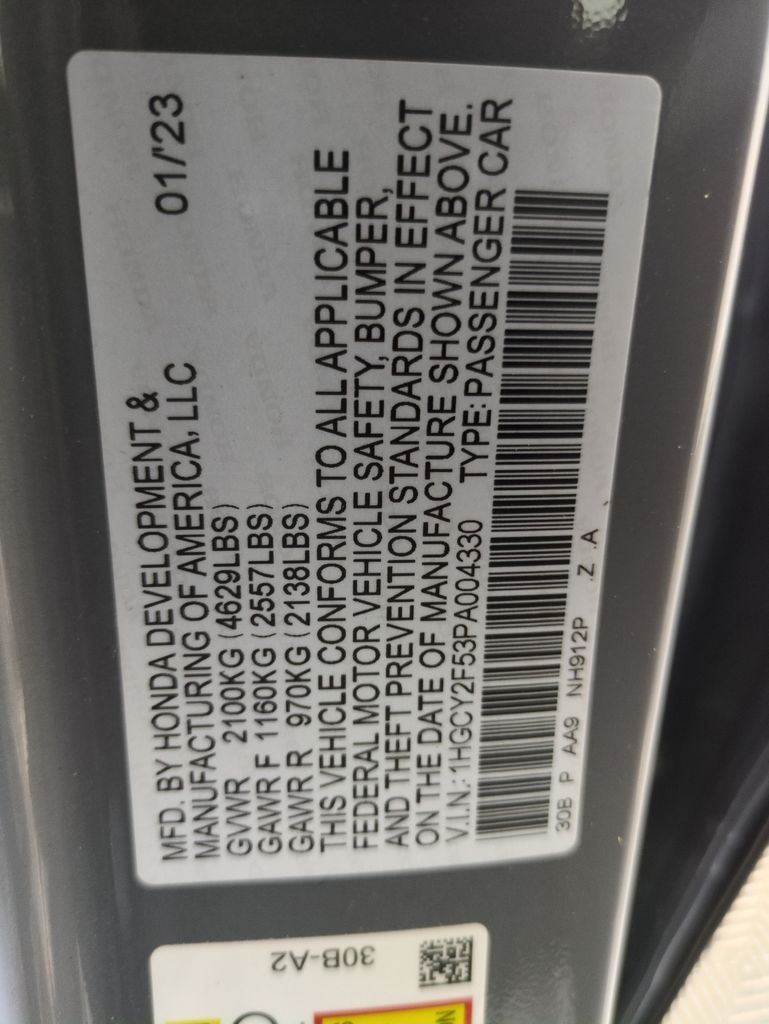 MFD. BY HONDA DEVELOPMENT & 01/'23
MANUFACTURING OF AMERICA, LLC
GVWR 2100KG (4629LBS)
GAWR F 1160KG (2557LBS)
GAWR R 970KG (2138LBS)
THIS VEHICLE CONFORMS TO ALL APPLICABLE
FEDERAL MOTOR VEHICLE SAFETY, BUMPER,
AND THEFT PREVENTION STANDARDS IN EFFECT
ON THE DATE OF MANUFACTURE SHOWN ABOVE.
V.I.N.: 1HGCY2F53PA004330 TYPE: PASSENGER CAR
30B P AA9 NH912P .Z .A
30B-A2